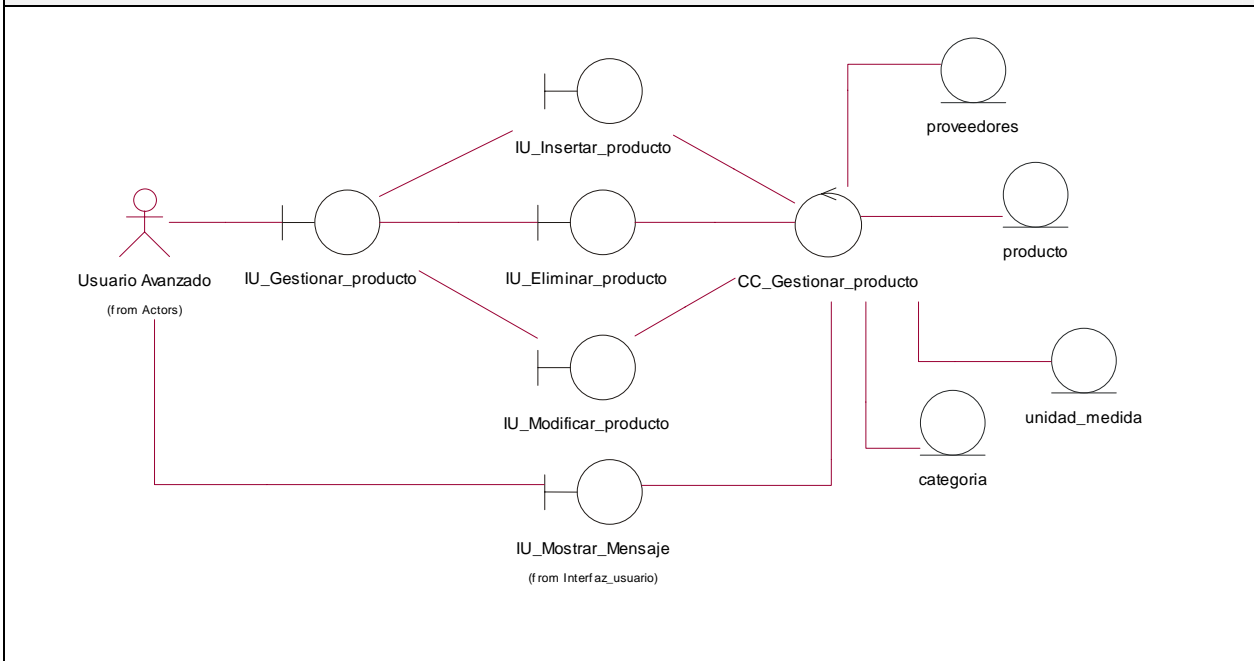 proveedores
IU_Insertar_producto
producto
Usuario Avanzado
(from Actors)
IU_Gestionar_producto
IU_Eliminar_producto
CC_Gestionar_producto
unidad_medida
IU_Modificar_producto
categoria
IU_Mostrar_Mensaje
(from Interfaz_usuario)